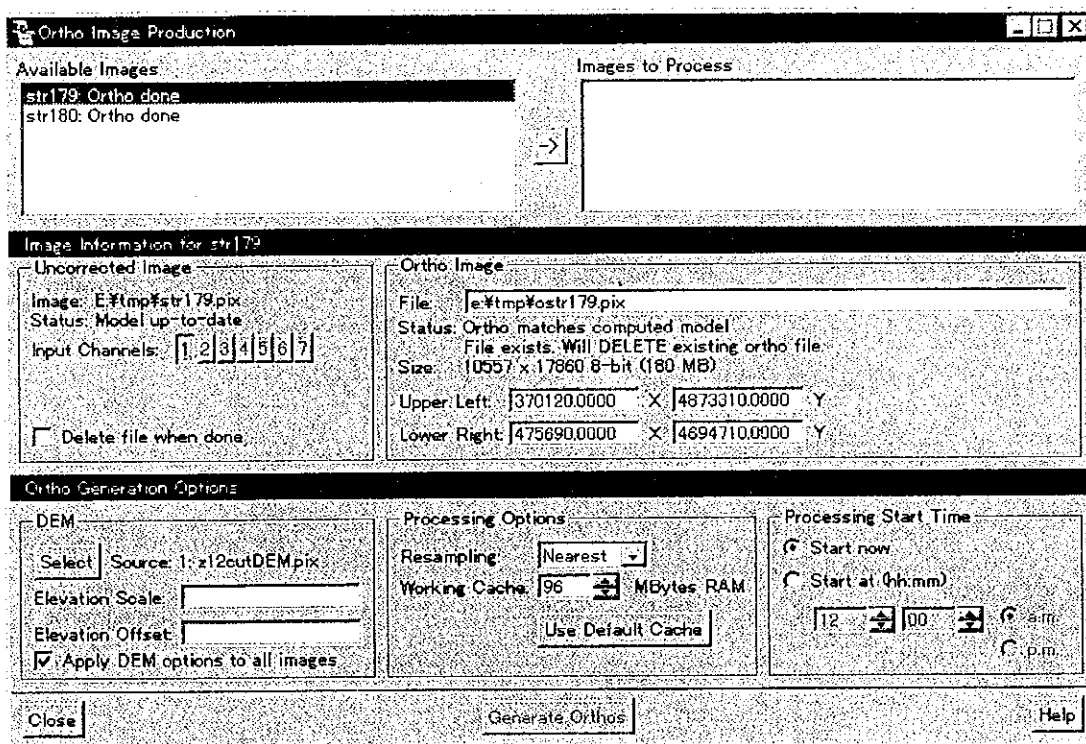 Ortho Image Production
Available Images
str179: Ortho done
str180: Ortho done
->
Images to Process
Image Information for str179
Uncorrected Image
Image: E:¥tmp¥str179.pix
Status: Model up-to-date
Input Channels: 1 2 3 4 5 6 7
Delete file when done
Ortho Image
File: e:¥tmp¥ostr179.pix
Status: Ortho matches computed model
File exists. Will DELETE existing ortho file.
Size: 10557 x 17860 8-bit (180 MB)
Upper Left: 370120.0000 X 4873310.0000 Y
Lower Right: 475690.0000 X 4694710.0000 Y
Ortho Generation Options
DEM
Select Source: 1: z12cutDEM.pix
Elevation Scale:
Elevation Offset:
Apply DEM options to all images
Processing Options
Resampling: Nearest
Working Cache: 96 MBytes RAM
Use Default Cache
Processing Start Time
Start now
Start at (hh:mm)
12 00 a.m.
p.m.
Close
Generate Orthos
Help